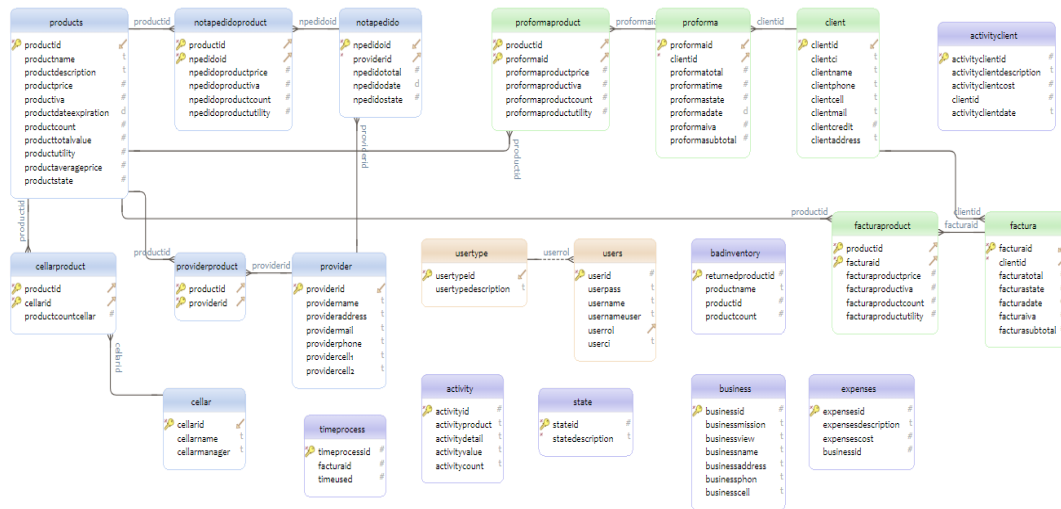 products
productid
productname
productdescription
productprice
productiva
productdateexpiration
productcount
producttotalvalue
productutility
productaverageprice
productstate
productid
notapedidoproduct
productid
npedidoid
npedidoproductprice
npedidoproductiva
npedidoproductcount
npedidoproductutility
npedidoid
notapedido
npedidoid
providerid
npedidototal
npedidodate
npedidostate
proformaproduct
productid
proformaid
proformaproductprice
proformaproductiva
proformaproductcount
proformaproductutility
proformaid
proforma
proformaid
clientid
proformatotal
proformatime
proformastate
proformadate
proformaiva
proformasubtotal
clientid
client
clientid
clientci
clientname
clientphone
clientcell
clientmail
clientcredit
clientaddress
activityclient
activityclientid
activityclientdescription
activityclientcost
clientid
activityclientdate
providerid
productid
productid
productid
providerid
productid
clientid
facturaid
cellarproduct
productid
cellarid
productcountcellar
providerproduct
productid
providerid
provider
providerid
providername
provideraddress
providermail
providerphone
providercell1
providercell2
usertype
usertypeid
usertypedescription
userrol
users
userid
userpass
username
usernameuser
userrol
userci
badinventory
returnedproductid
productname
productid
productcount
facturaproduct
productid
facturaid
facturaproductprice
facturaproductiva
facturaproductcount
facturaproductutility
factura
facturaid
clientid
facturatotal
facturastate
facturadate
facturaiva
facturasubtotal
cellarid
cellar
cellarid
cellarname
cellarmanager
timeprocess
timeprocessid
facturaid
timeused
activity
activityid
activityproduct
activitydetail
activityvalue
activitycount
state
stateid
statedescription
business
businessid
businessmission
businessview
businessname
businessaddress
businessphon
businesscell
expenses
expensesid
expensesdescription
expensescost
businessid